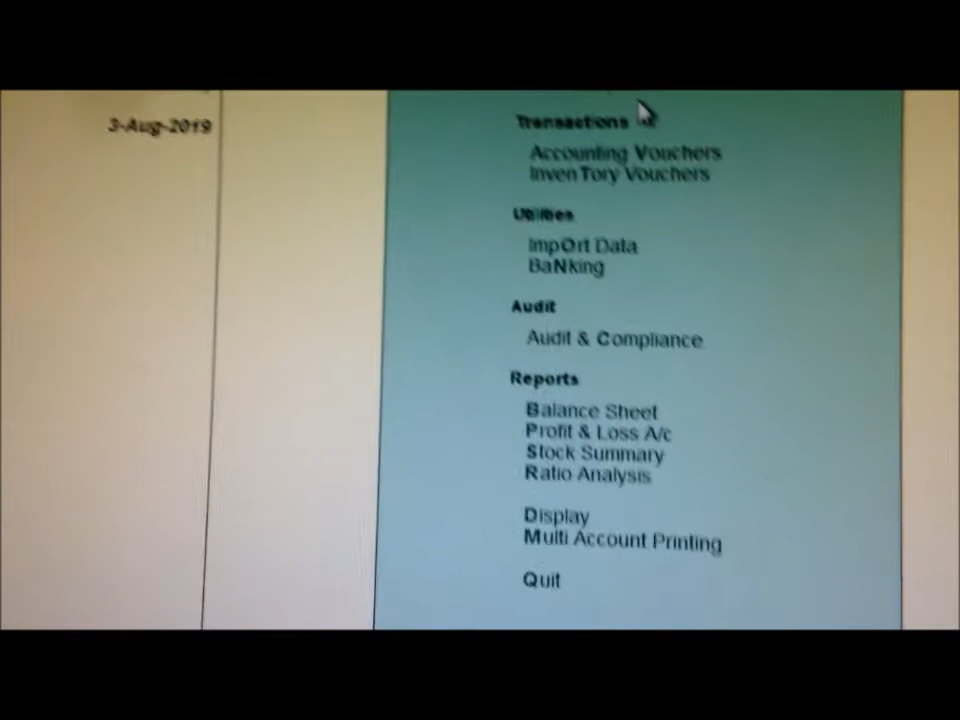 3-Aug-2019
Transactions
Accounting Vouchers
InvenTory Vouchers
Utilities
ImpOrt Data
BaNking
Audit
Audit & Compliance
Reports
Balance Sheet
Profit & Loss A/c
Stock Summary
Ratio Analysis
Display
Multi Account Printing
Quit